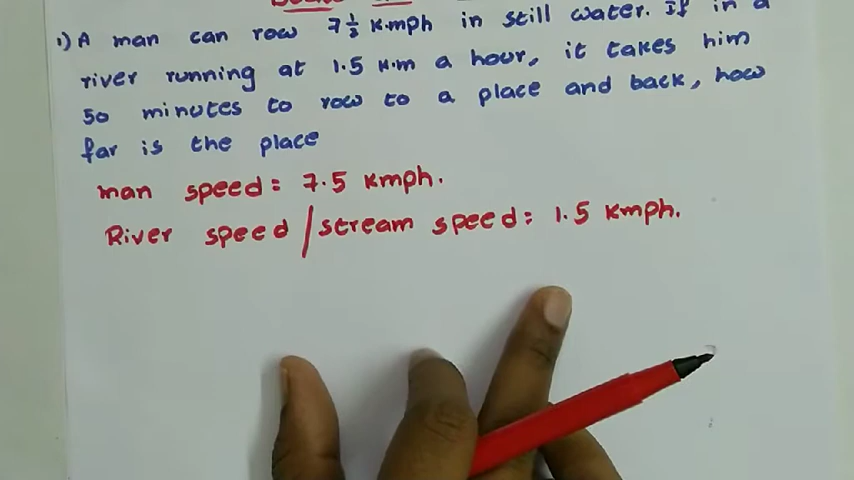 1) A man can row 7 1/2 K.mph in still water. If in a
river running at 1.5 K.m a hour, it takes him
50 minutes to row to a place and back, how
far is the place
man speed = 7.5 kmph.
River speed / stream speed = 1.5 kmph.